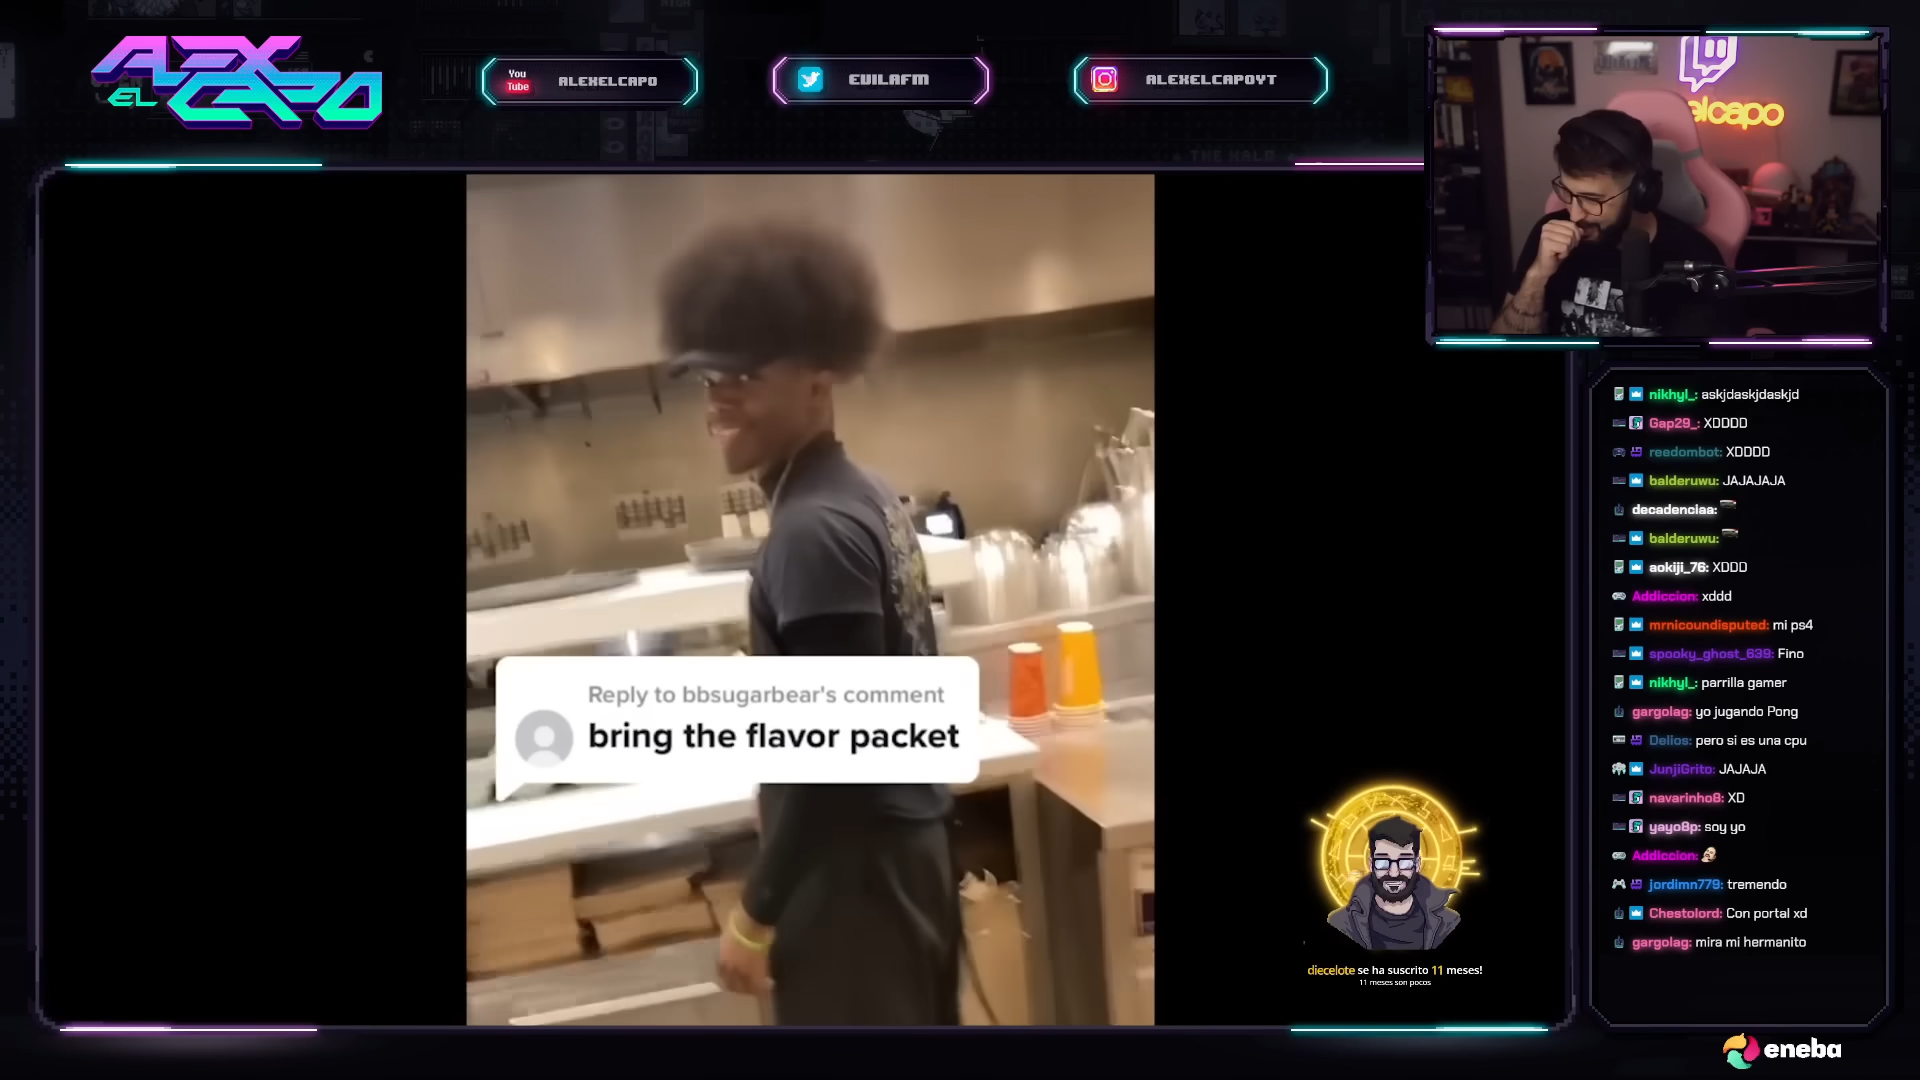 ALEX
EL CAPO
You
Tube
ALEXELCAPO
EVILAFM
ALEXELCAPOYT
elcapo
Reply to bbsugarbear's comment
bring the flavor packet
nikhyl_: askjdaskjdaskjd
Gap29_: XDDDD
reedombot: XDDDD
balderuwu: JAJAJAJA
decadenciaa:
balderuwu:
aokiji_76: XDDD
Addiccion: xddd
mrnicoundisputed: mi ps4
spooky_ghost_639: Fino
nikhyl_: parrilla gamer
gargolag: yo jugando Pong
Delios: pero si es una cpu
JunjiGrito: JAJAJA
navarinho8: XD
yayo8p: soy yo
Addiccion:
jordimn779: tremendo
Chestolord: Con portal xd
gargolag: mira mi hermanito
diecelote se ha suscrito 11 meses!
11 meses son pocos
eneba